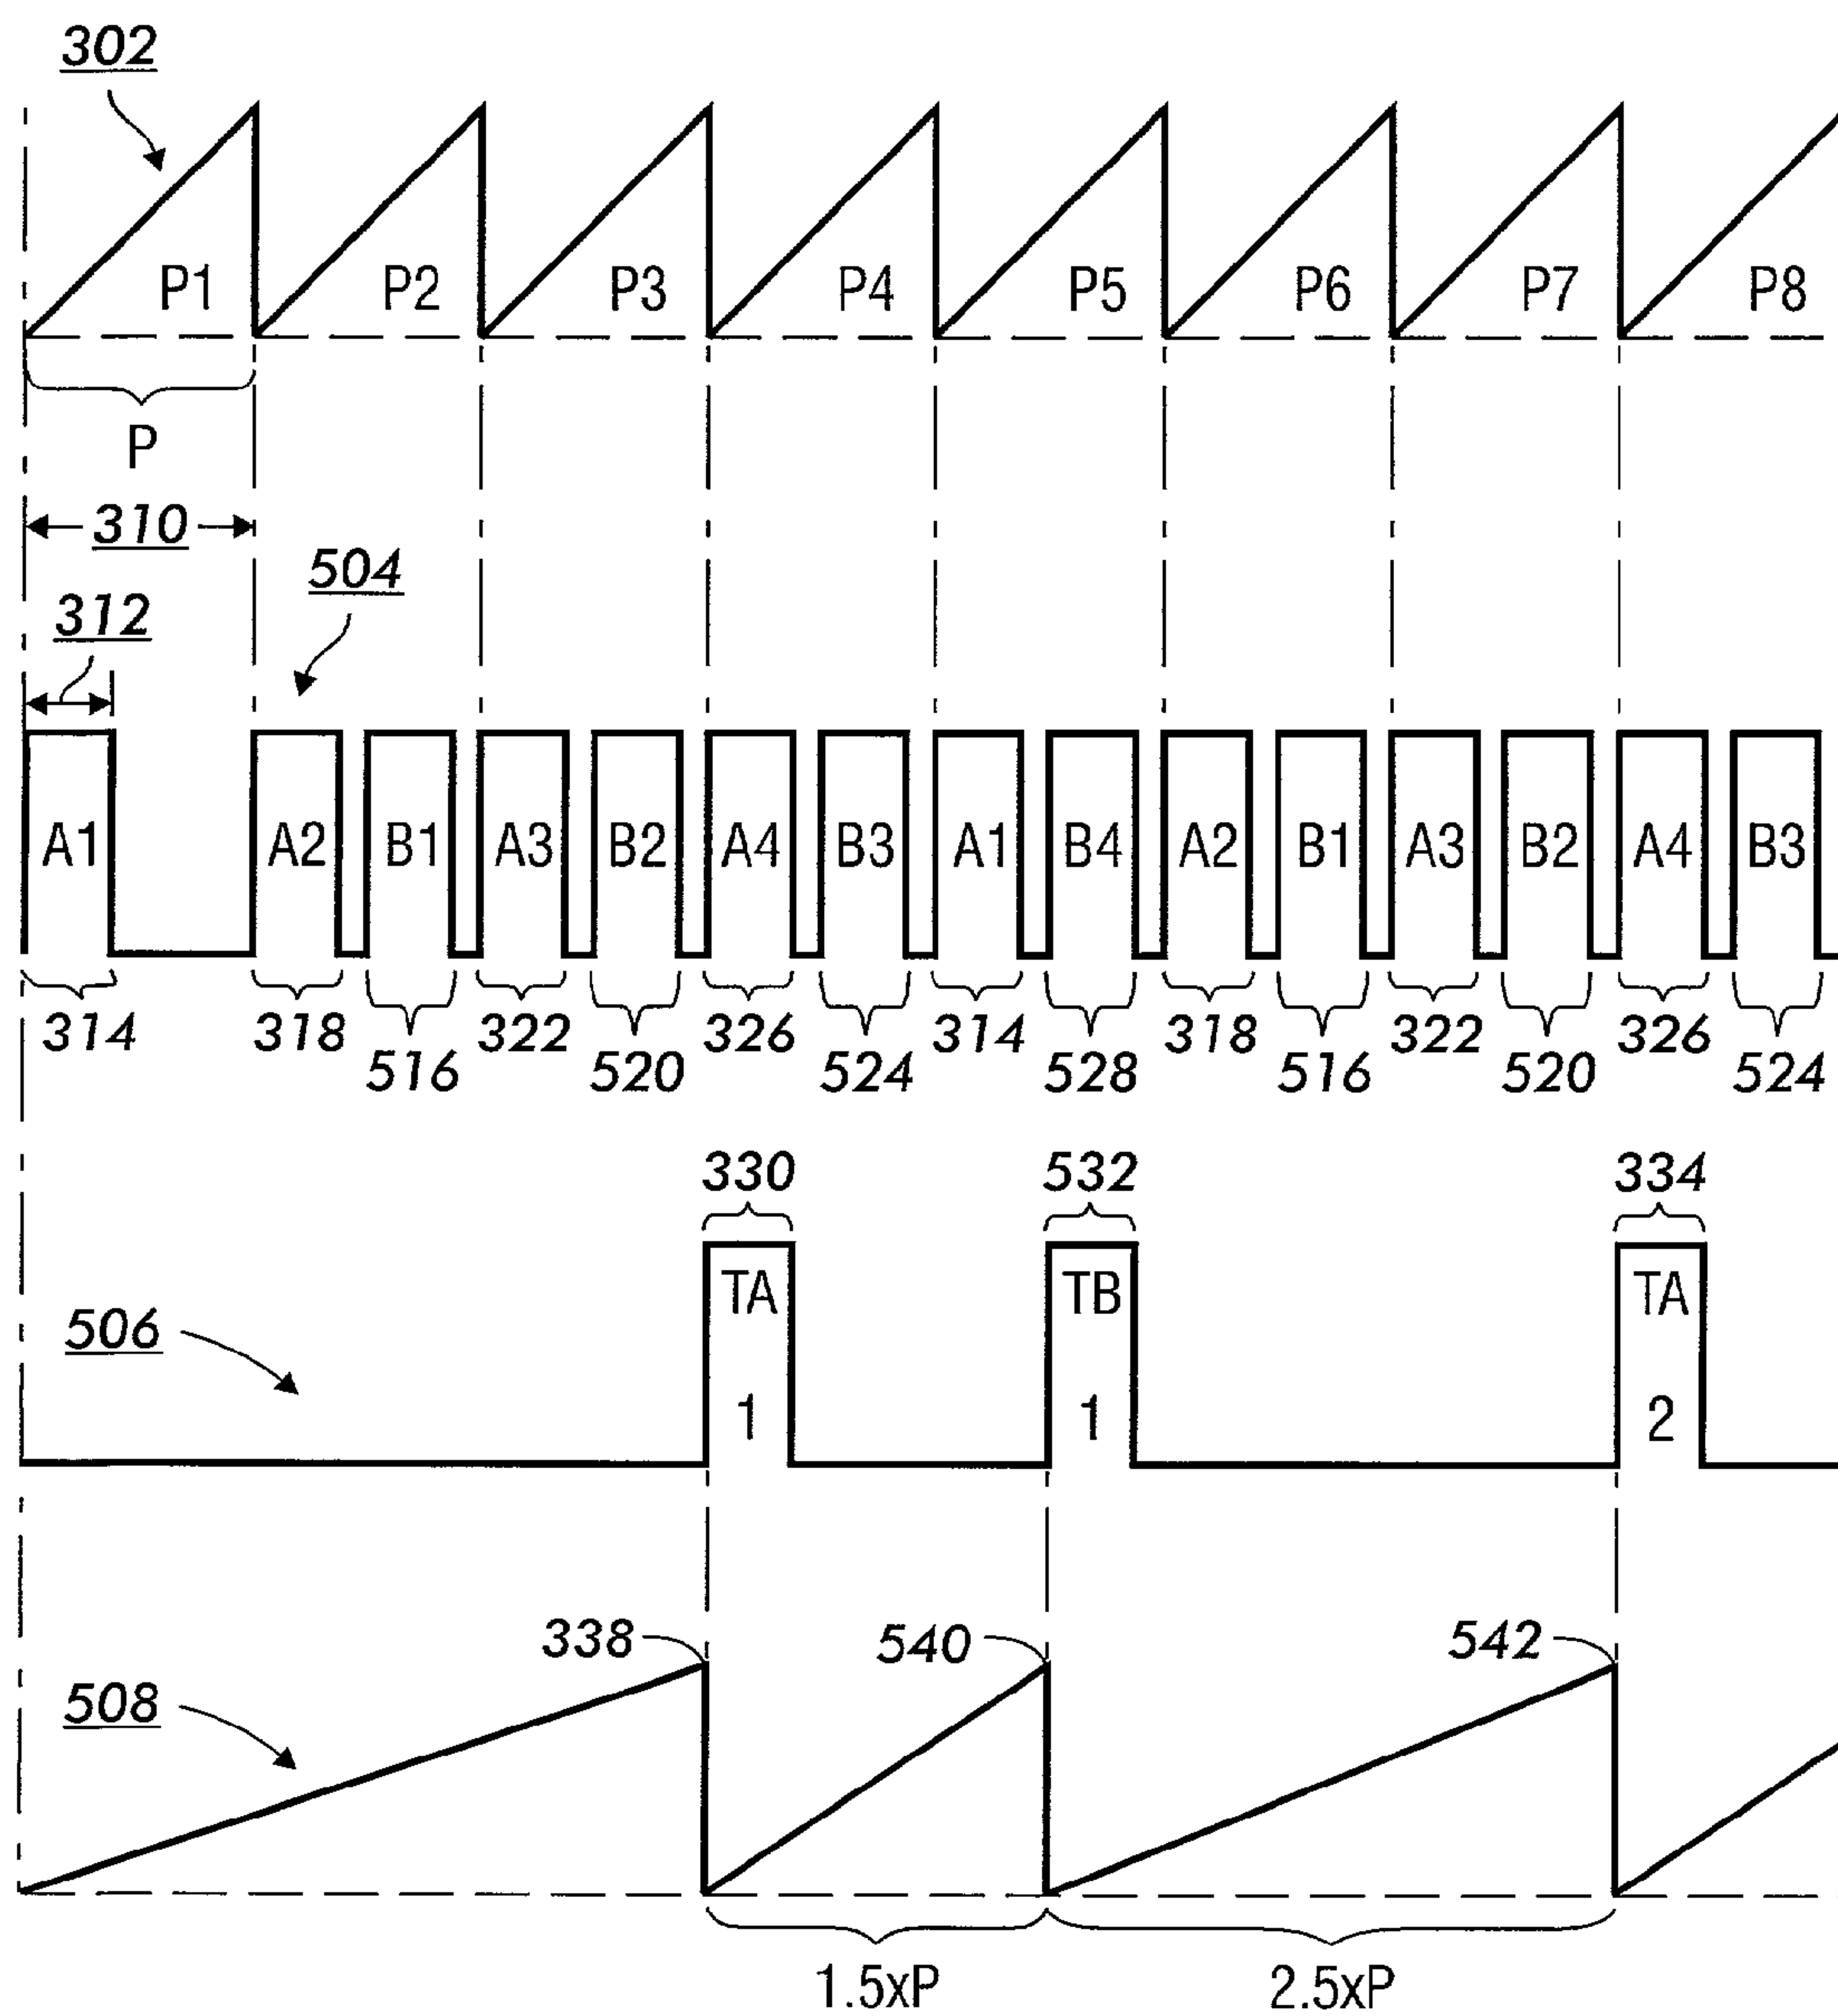 302
P1 P2 P3 P4 P5 P6 P7 P8
P
310
504
312
A1 A2 B1 A3 B2 A4 B3 A1 B4 A2 B1 A3 B2 A4 B3
314 318 322 326 314 318 322 326
516 520 524 528 516 520 524
330 532 334
TA TB TA
506
1 1 2
338 540 542
508
1.5xP 2.5xP